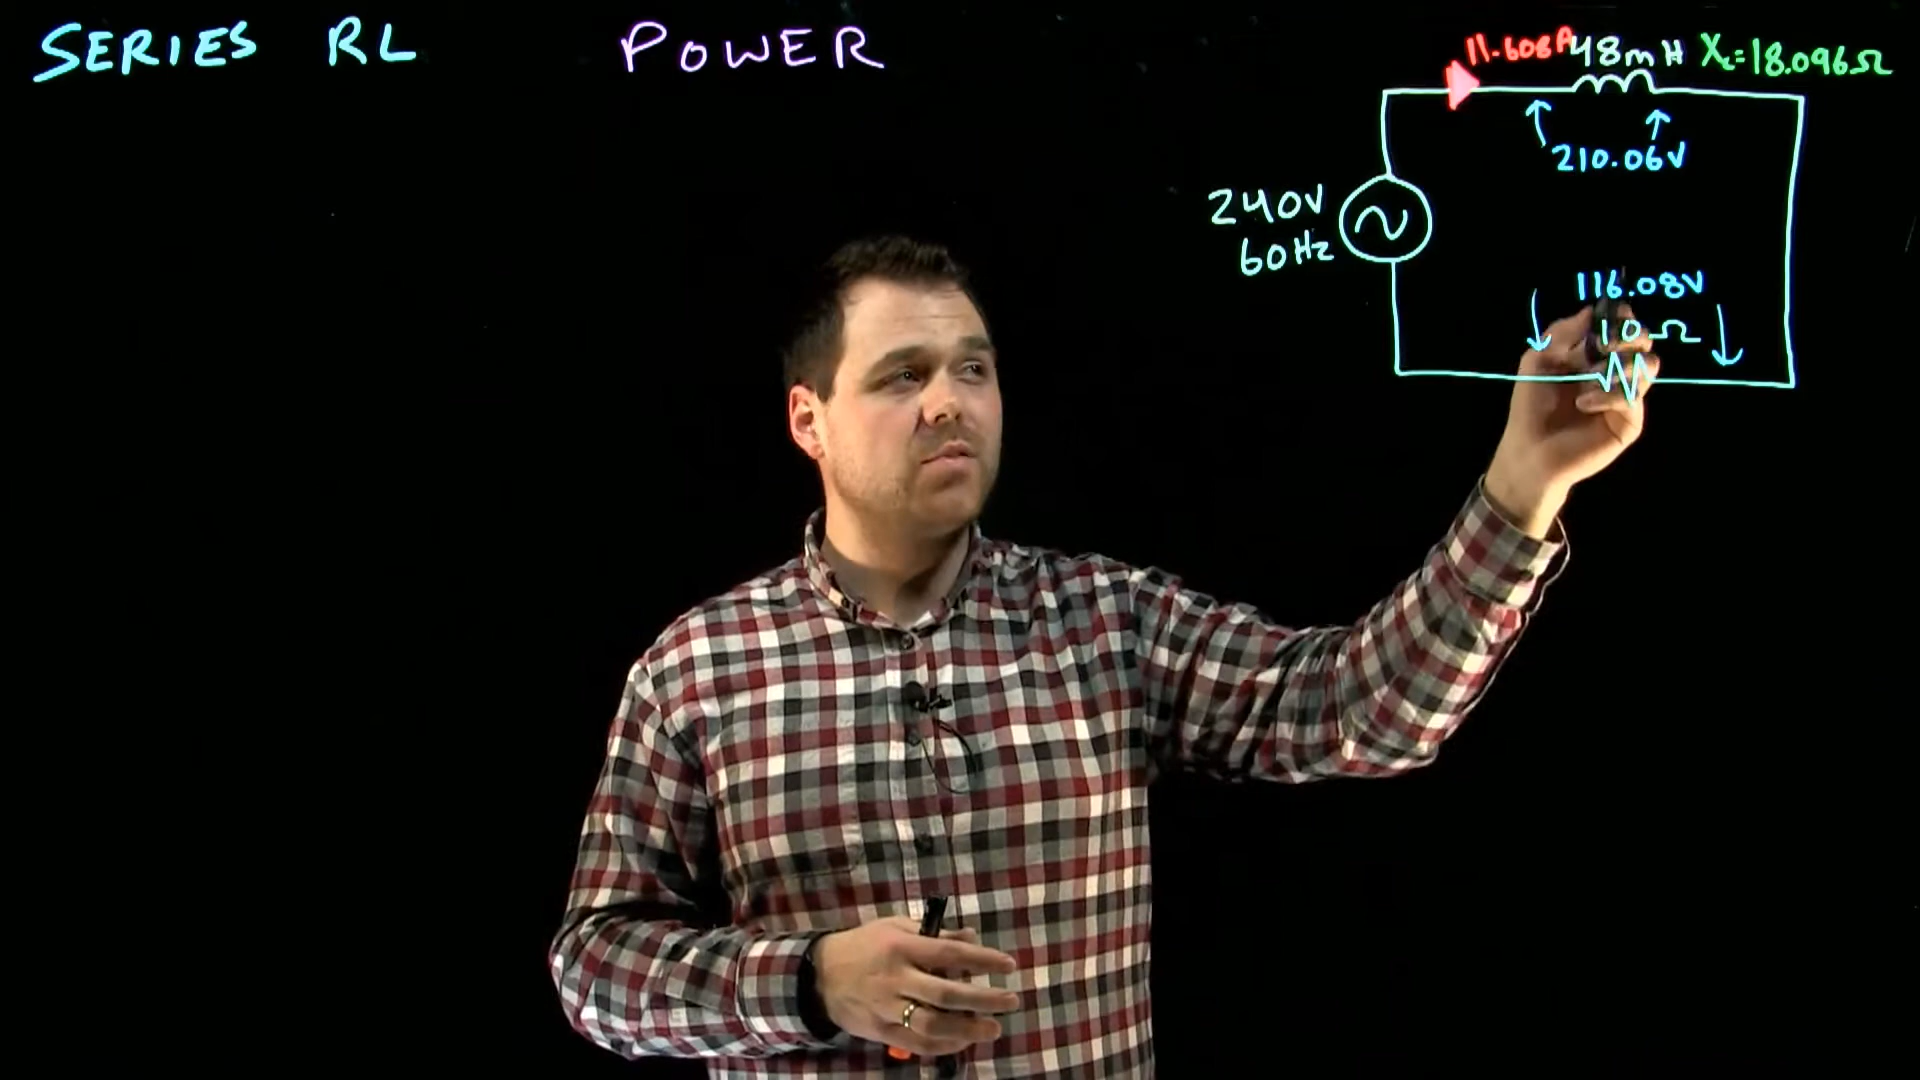 SERIES RL
POWER
11.608A
48mH
XL=18.096Ω
210.06V
240V
60Hz
116.08V
10Ω